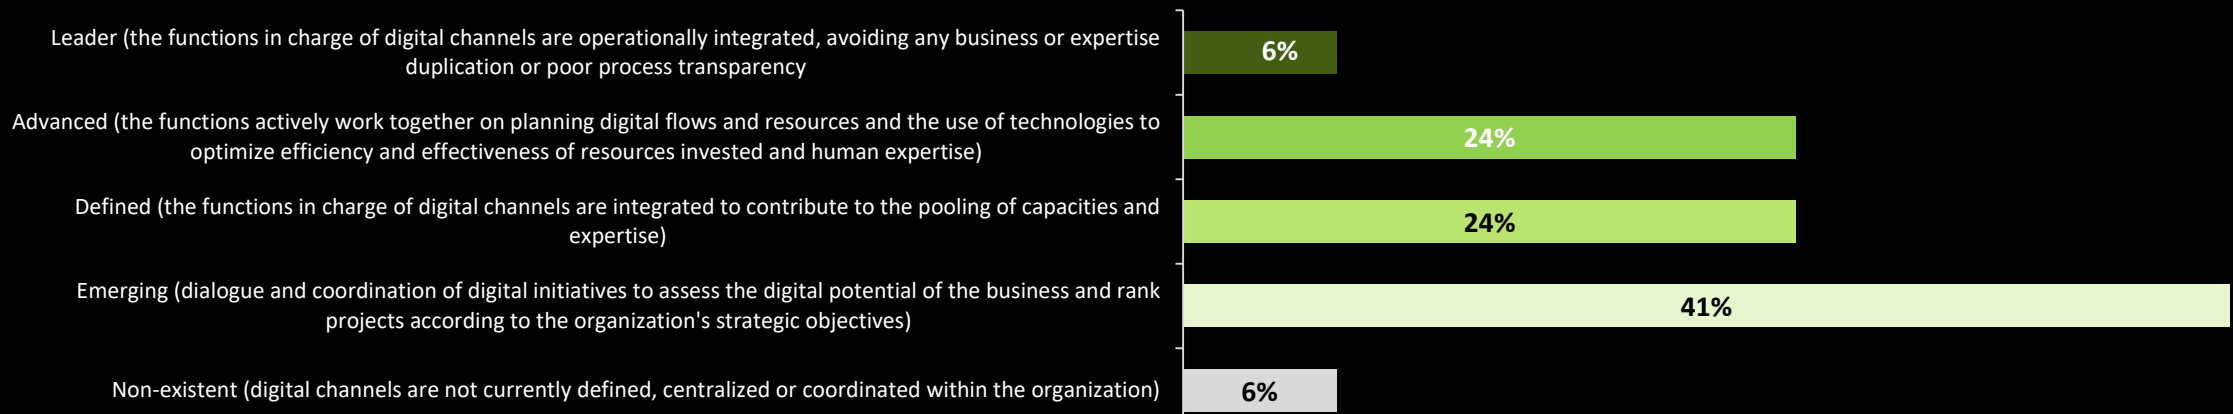 Leader (the functions in charge of digital channels are operationally integrated, avoiding any business or expertise
duplication or poor process transparency
6%
Advanced (the functions actively work together on planning digital flows and resources and the use of technologies to
optimize efficiency and effectiveness of resources invested and human expertise)
24%
Defined (the functions in charge of digital channels are integrated to contribute to the pooling of capacities and
expertise)
24%
Emerging (dialogue and coordination of digital initiatives to assess the digital potential of the business and rank
projects according to the organization's strategic objectives)
41%
Non-existent (digital channels are not currently defined, centralized or coordinated within the organization)
6%